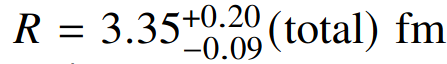 R = 3.35^{+0.20}_{-0.09}(total) fm